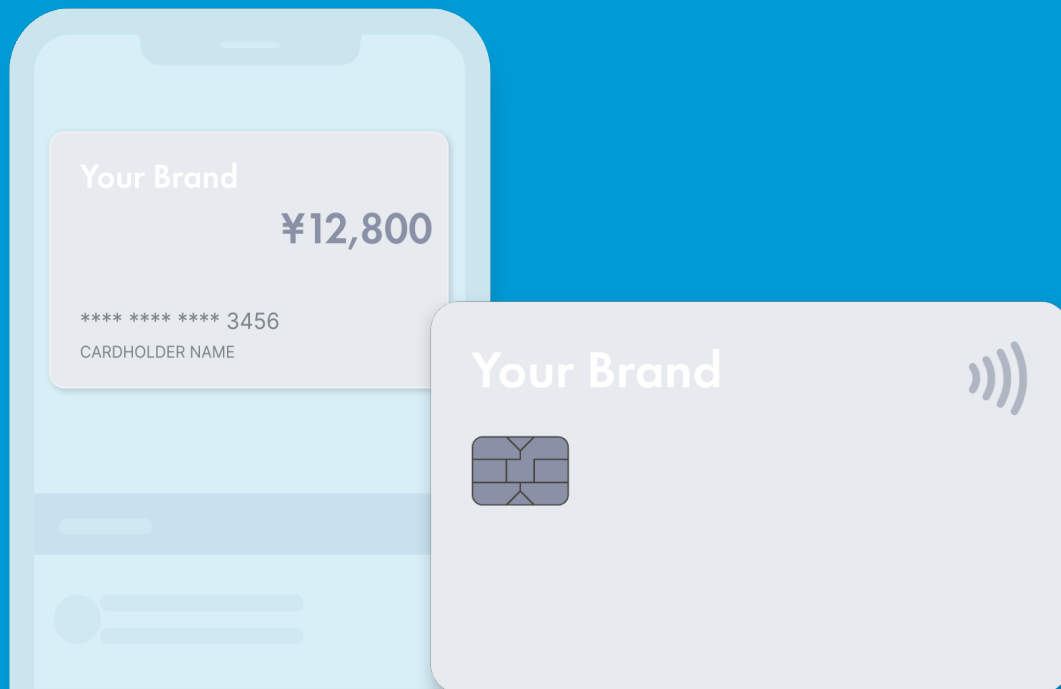 Your Brand
¥12,800
**** **** **** 3456
CARDHOLDER NAME
Your Brand